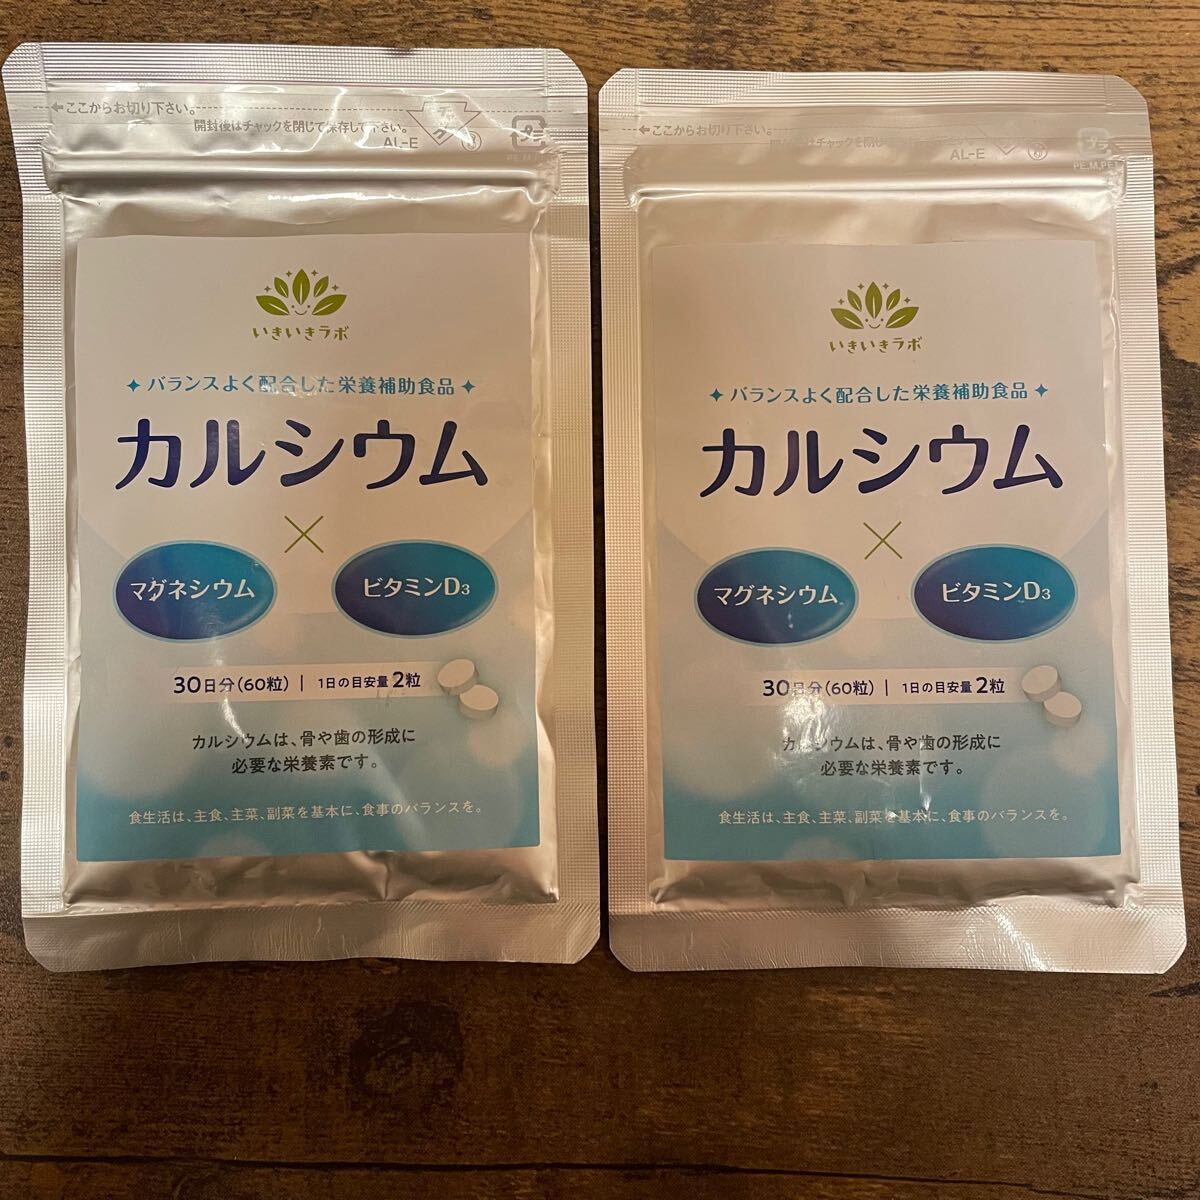 ←ここからお切り下さい。
開封後はチャックを閉じて保存して下さい。
AL-E
いきいきラボ
バランスよく配合した栄養補助食品
カルシウム
×
マグネシウム
ビタミンD3
30日分(60粒) | 1日の目安量2粒
カルシウムは、骨や歯の形成に
必要な栄養素です。
食生活は、主食、主菜、副菜を基本に、食事のバランスを。
←ここからお切り下さい。
AL-E
プラ
いきいきラボ
バランスよく配合した栄養補助食品
カルシウム
×
マグネシウム
ビタミンD3
30日分(60粒) | 1日の目安量2粒
カルシウムは、骨や歯の形成に
必要な栄養素です。
食生活は、主食、主菜、副菜を基本に、食事のバランスを。